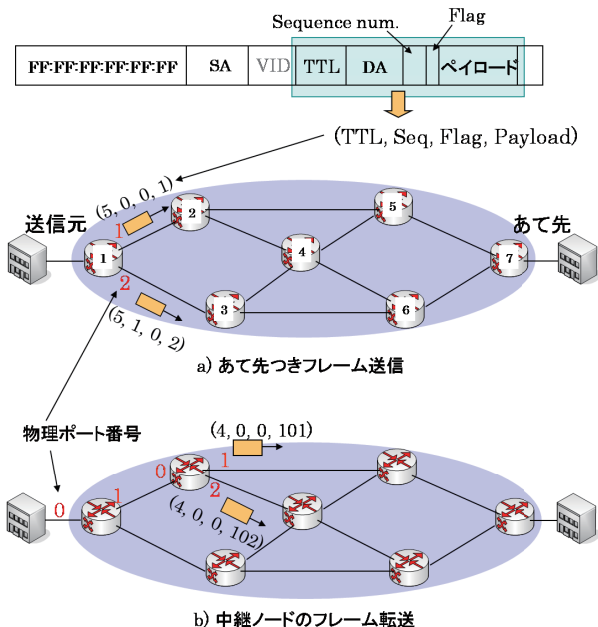 Sequence num.
Flag
FF:FF:FF:FF:FF:FF SA VID TTL DA ペイロード
(TTL, Seq, Flag, Payload)
(5, 0, 0, 1)
送信元
あて先
1
2
1
2
3
4
5
6
7
(5, 1, 0, 2)
a) あて先つきフレーム送信
物理ポート番号
(4, 0, 0, 101)
0
1
2
0
1
(4, 0, 0, 102)
b) 中継ノードのフレーム転送